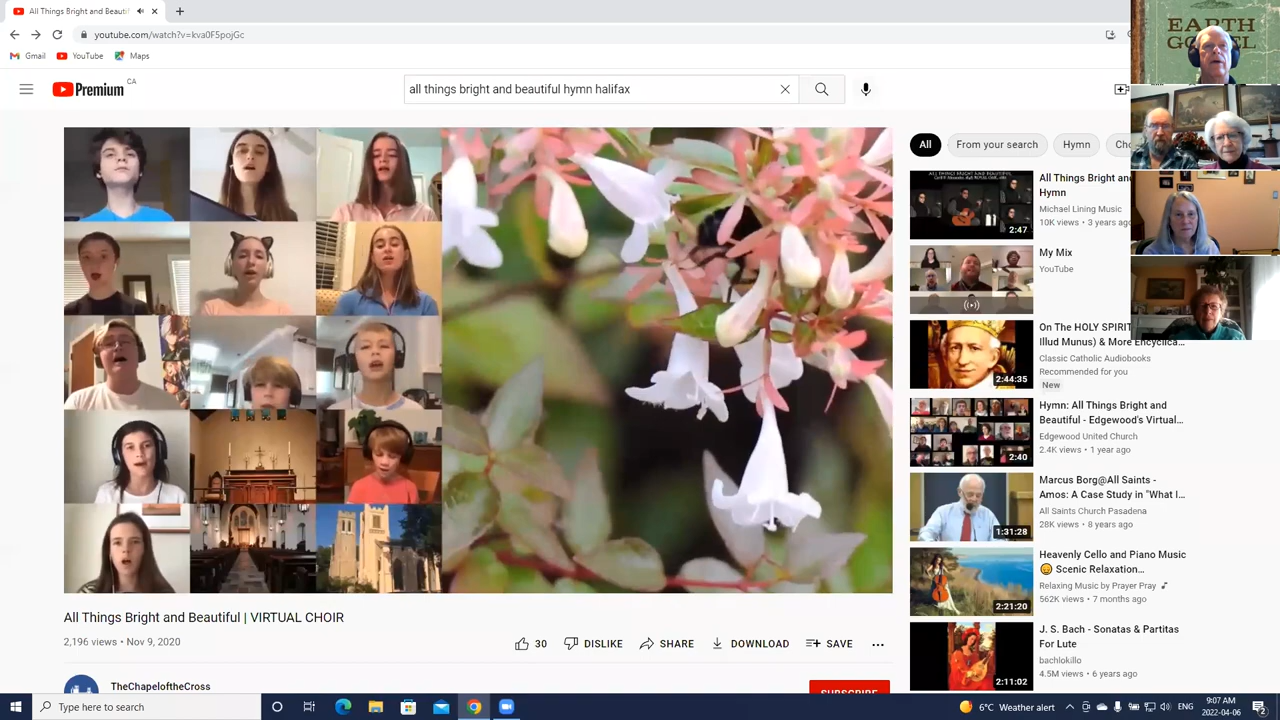 All Things Bright and Beautif
youtube.com/watch?v=kva0F5pojGc
Gmail
YouTube
Maps
Premium CA
all things bright and beautiful hymn halifax
EARTH
All
From your search
Hymn
All Things Bright and
Hymn
Michael Lining Music
10K views • 3 years ago
2:47
My Mix
YouTube
On The HOLY SPIRIT
Illud Munus) & More Encyclica...
Classic Catholic Audiobooks
Recommended for you
New
2:44:35
Hymn: All Things Bright and
Beautiful - Edgewood's Virtual...
Edgewood United Church
2.4K views • 1 year ago
2:40
Marcus Borg@All Saints -
Amos: A Case Study in "What I...
All Saints Church Pasadena
28K views • 8 years ago
1:31:28
Heavenly Cello and Piano Music
😌 Scenic Relaxation...
Relaxing Music by Prayer Pray
562K views • 7 months ago
2:21:20
J. S. Bach - Sonatas & Partitas
For Lute
bachlokillo
4.5M views • 6 years ago
2:11:02
All Things Bright and Beautiful | VIRTUAL CHOIR
2,196 views • Nov 9, 2020
30
DISLIKE
SHARE
DOWNLOAD
SAVE
TheChapeloftheCross
SUBSCRIBE
Type here to search
6°C Weather alert
ENG
9:07 AM
2022-04-06
2